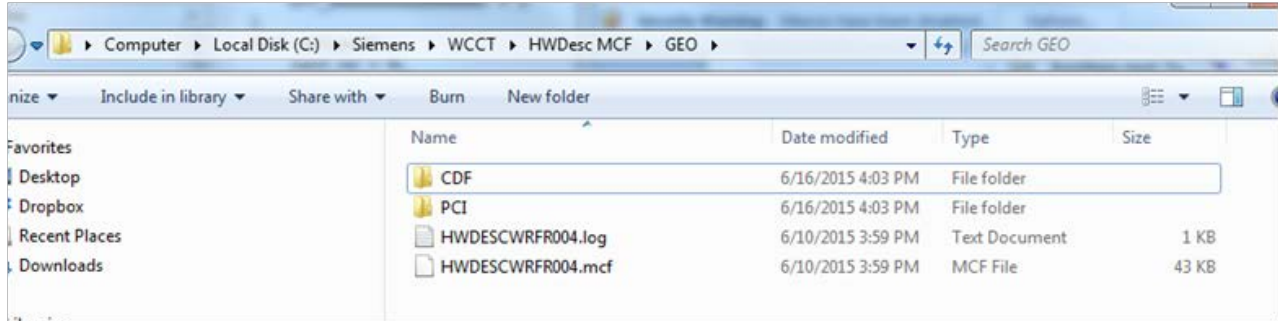 Computer ▸ Local Disk (C:) ▸ Siemens ▸ WCCT ▸ HWDesc MCF ▸ GEO ▸ Search GEO
nize Include in library Share with Burn New folder
Name Date modified Type Size
Favorites
Desktop
Dropbox
Recent Places
Downloads
CDF 6/16/2015 4:03 PM File folder
PCI 6/16/2015 4:03 PM File folder
HWDESCWRFR004.log 6/10/2015 3:59 PM Text Document 1 KB
HWDESCWRFR004.mcf 6/10/2015 3:59 PM MCF File 43 KB